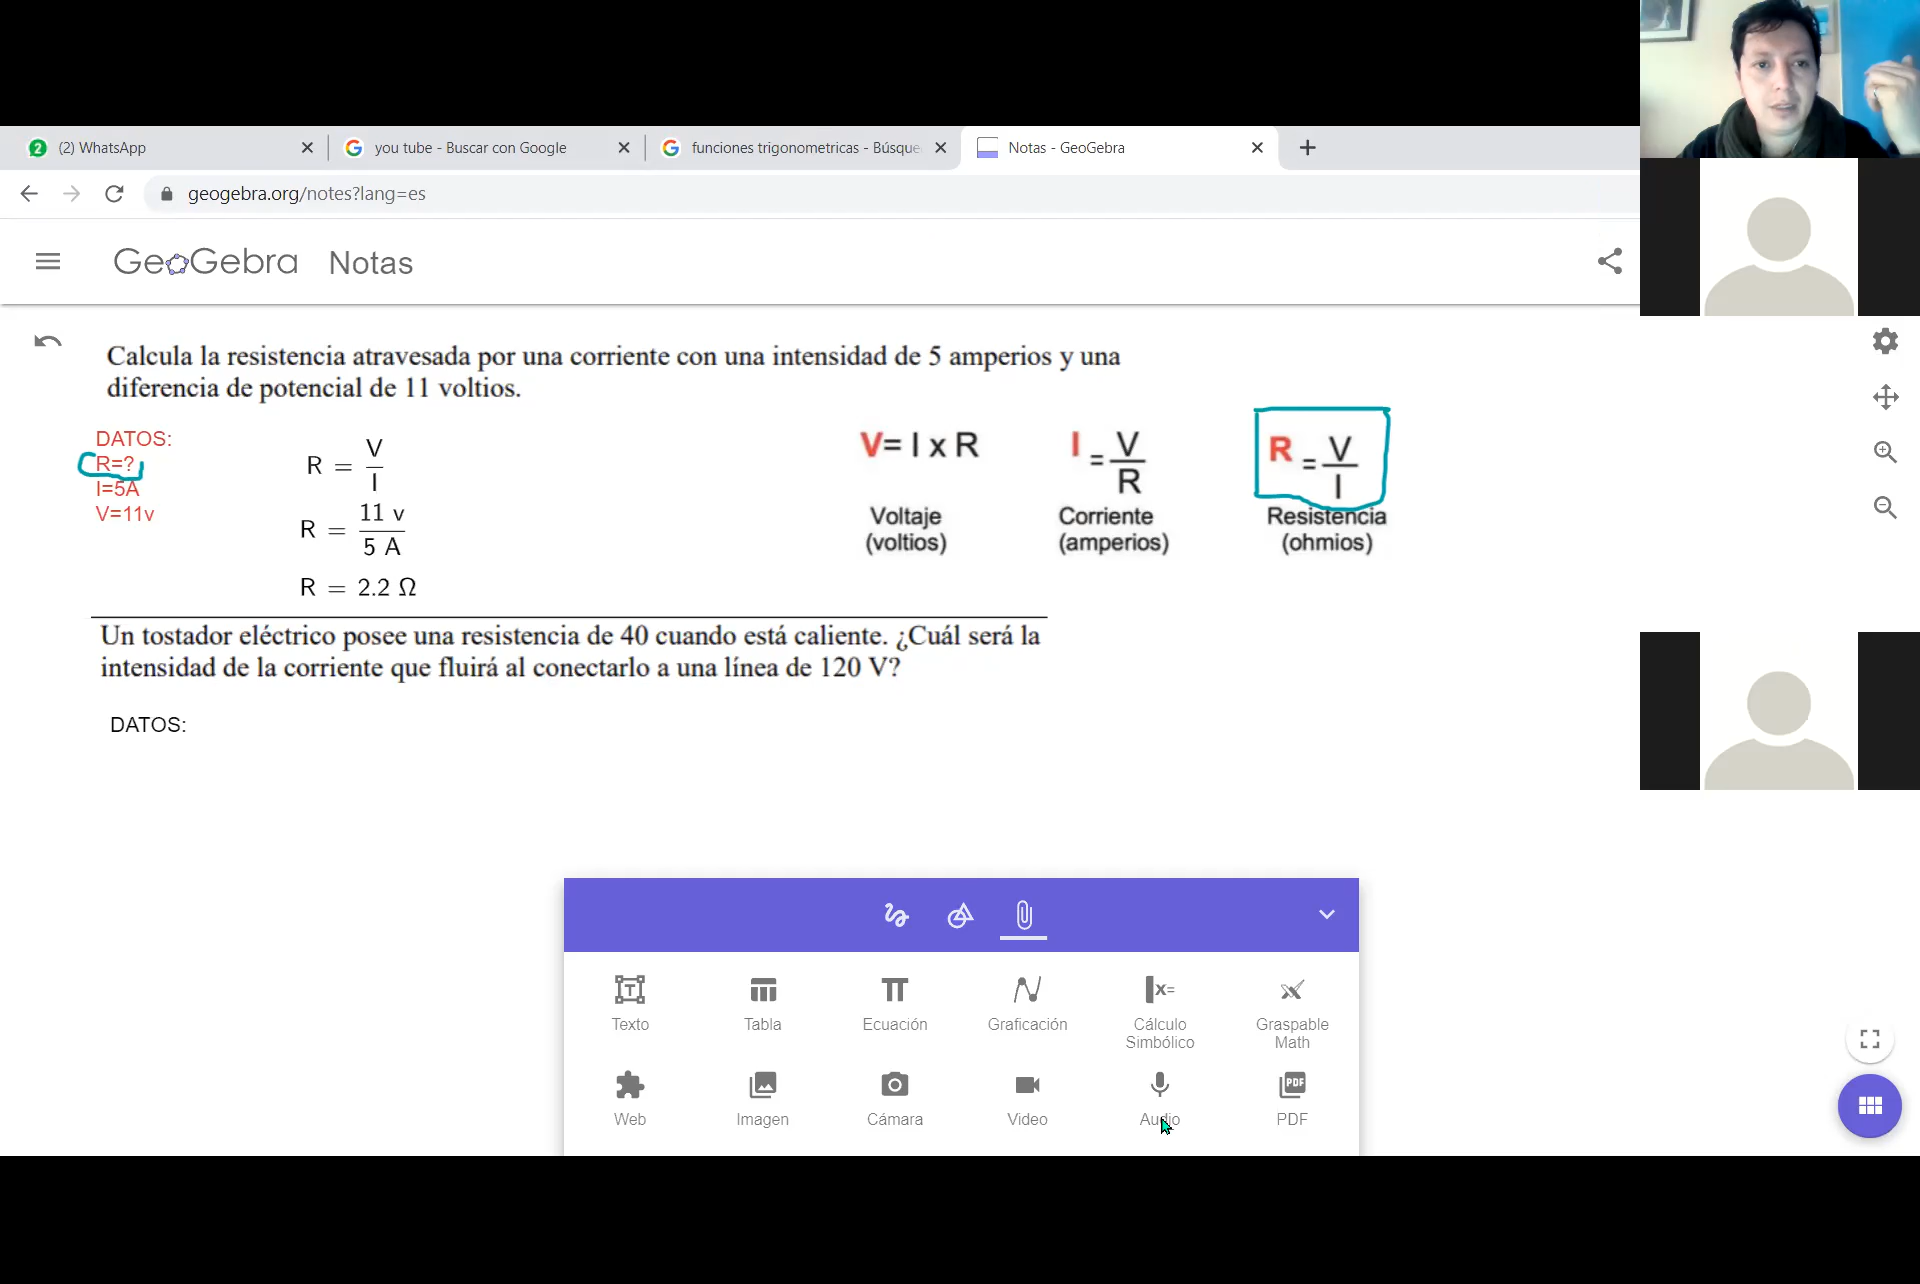 (2) WhatsApp
you tube - Buscar con Google
funciones trigonometricas - Búsque
Notas - GeoGebra
geogebra.org/notes?lang=es
GeoGebra Notas
Calcula la resistencia atravesada por una corriente con una intensidad de 5 amperios y una
diferencia de potencial de 11 voltios.
DATOS:
R=?
I=5A
V=11v
R = V/I
R = 11 v/5 A
R = 2.2 Ω
V= I x R
Voltaje
(voltios)
I = V/R
Corriente
(amperios)
R = V/I
Resistencia
(ohmios)
Un tostador eléctrico posee una resistencia de 40 cuando está caliente. ¿Cuál será la
intensidad de la corriente que fluirá al conectarlo a una línea de 120 V?
DATOS:
Texto
Tabla
Ecuación
Graficación
Cálculo
Simbólico
Graspable
Math
Web
Imagen
Cámara
Video
Audio
PDF